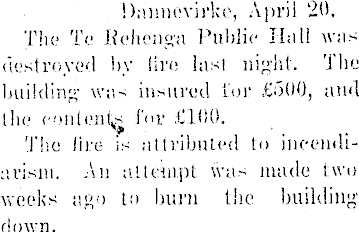 Dannevirke, April 20.
The Te Rehenga Public Hall was
destroyed by fire last night. The
building was insured for £500, and
the contents for £100.
The fire is attributed to incendi-
arism. An attempt was made two
weeks ago to burn the building
down.